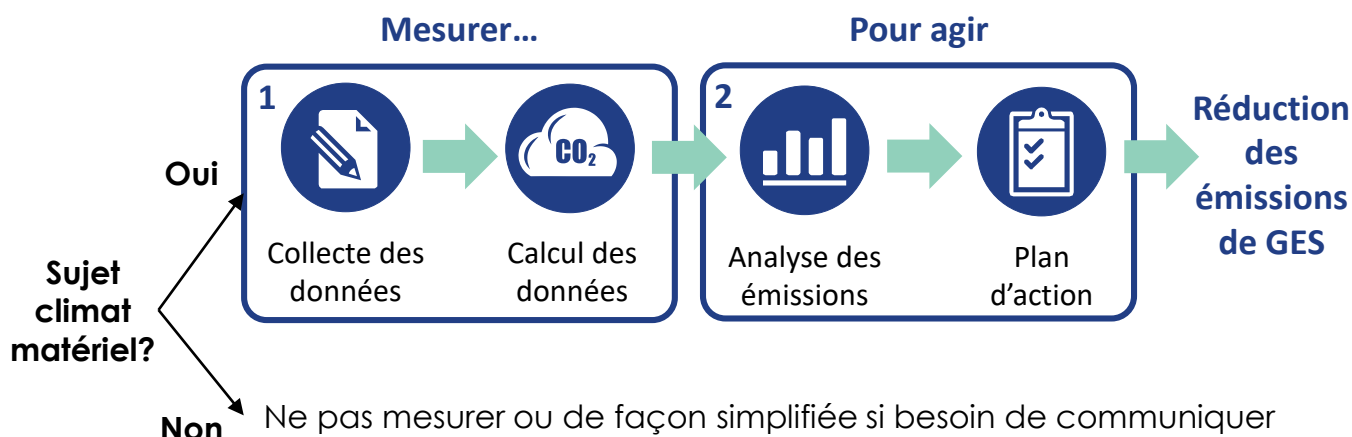 Mesurer…
Pour agir
1
CO2
2
Oui
Collecte des
données
Calcul des
données
Analyse des
émissions
Plan
d’action
Réduction
des
émissions
de GES
Sujet
climat
matériel?
Non
Ne pas mesurer ou de façon simplifiée si besoin de communiquer